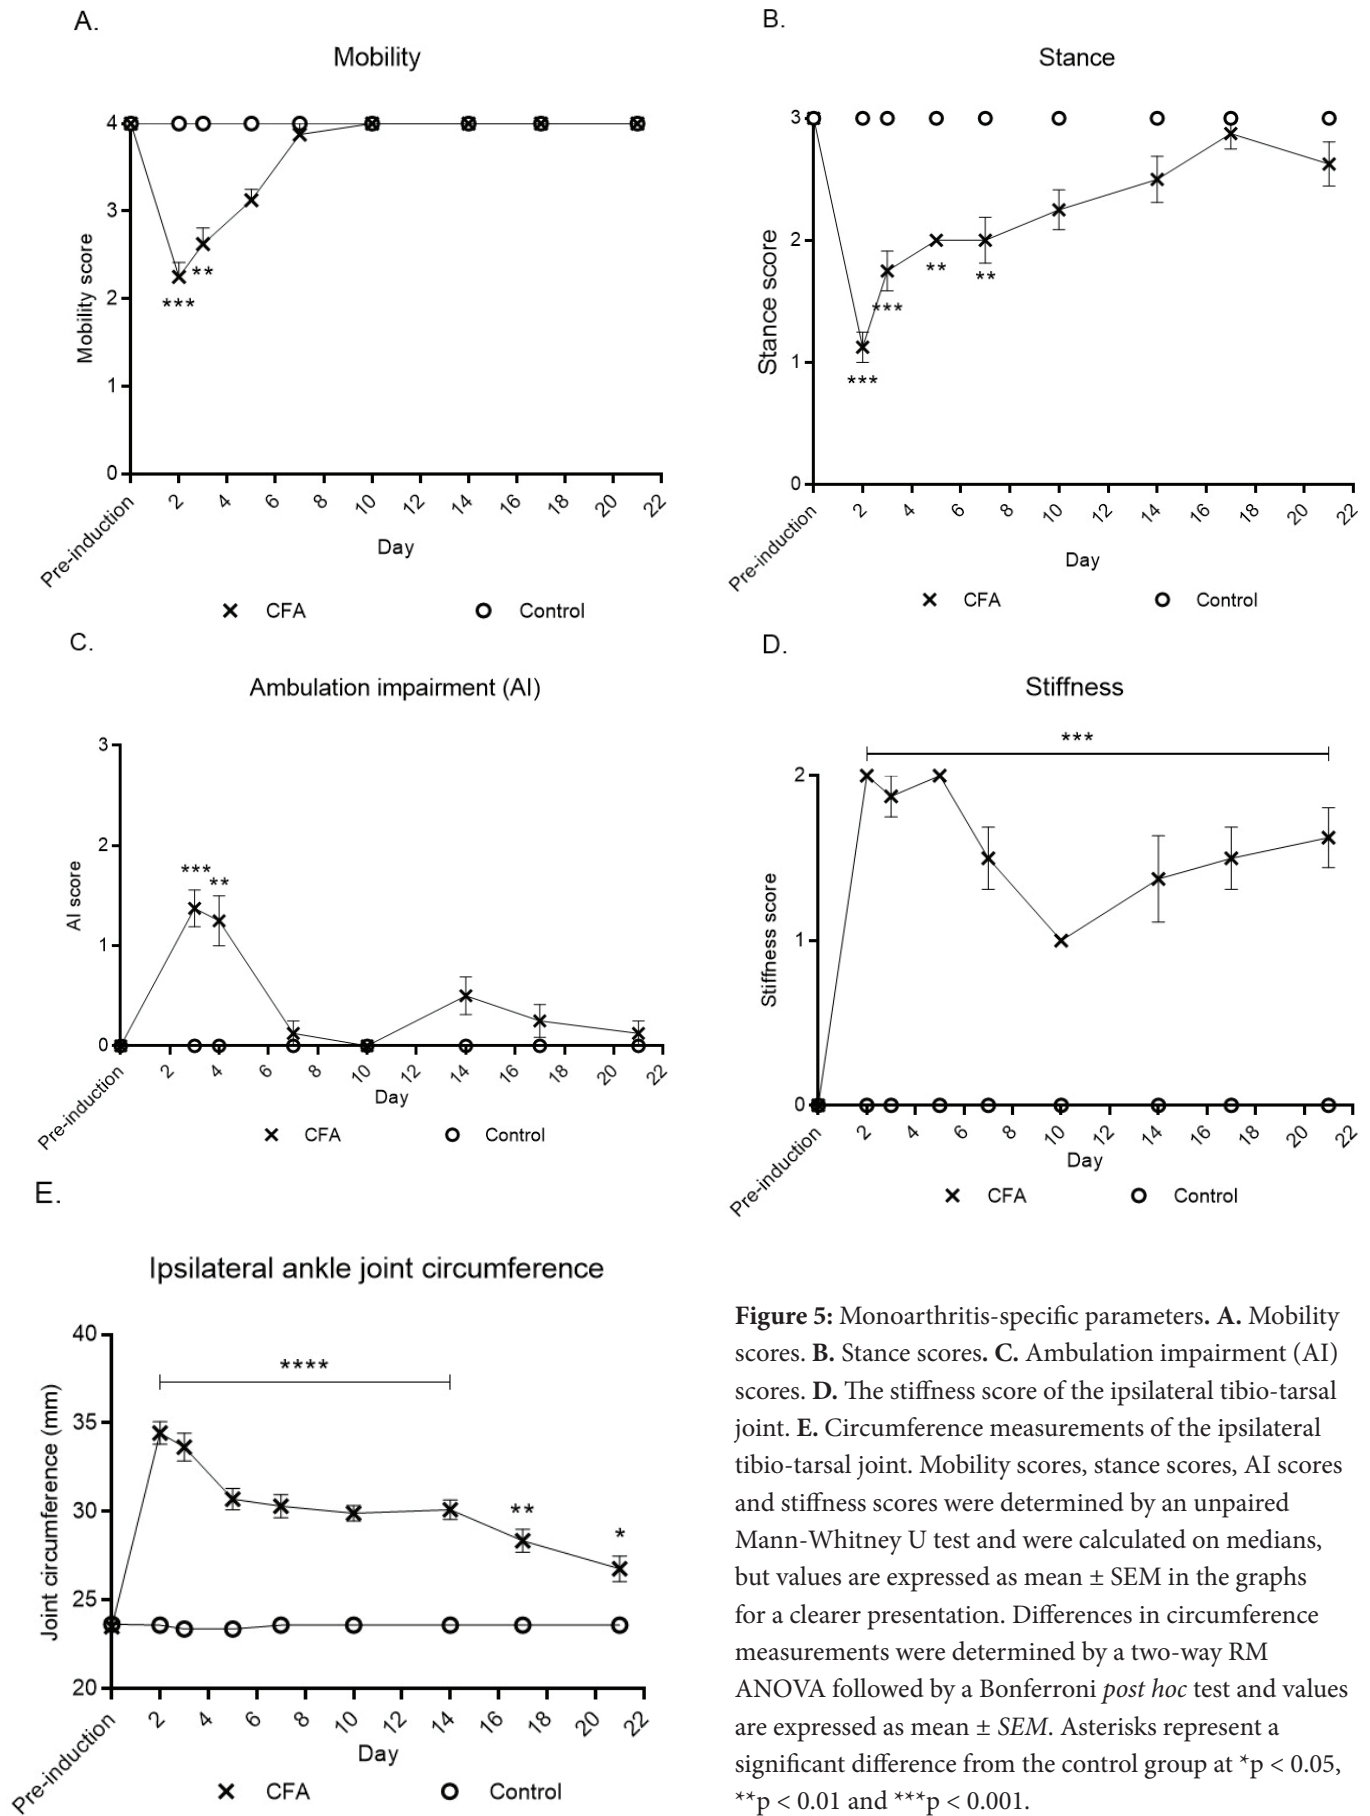 A.
Mobility
Mobility score
4
3
2
1
0
***
**
Pre-induction 2 4 6 8 10 12 14 16 18 20 22
Day
CFA Control
B.
Stance
Stance score
3
2
1
0
***
***
**
**
Pre-induction 2 4 6 8 10 12 14 16 18 20 22
Day
CFA Control
C.
Ambulation impairment (AI)
AI score
3
2
1
0
***
**
Pre-induction 2 4 6 8 10 12 14 16 18 20 22
Day
CFA Control
D.
Stiffness
***
Stiffness score
2
1
0
Pre-induction 2 4 6 8 10 12 14 16 18 20 22
Day
CFA Control
E.
Ipsilateral ankle joint circumference
Joint circumference (mm)
40
35
30
25
20
****
**
*
Pre-induction 2 4 6 8 10 12 14 16 18 20 22
Day
CFA Control
Figure 5: Monoarthritis-specific parameters. A. Mobility
scores. B. Stance scores. C. Ambulation impairment (AI)
scores. D. The stiffness score of the ipsilateral tibio-tarsal
joint. E. Circumference measurements of the ipsilateral
tibio-tarsal joint. Mobility scores, stance scores, AI scores
and stiffness scores were determined by an unpaired
Mann-Whitney U test and were calculated on medians,
but values are expressed as mean ± SEM in the graphs
for a clearer presentation. Differences in circumference
measurements were determined by a two-way RM
ANOVA followed by a Bonferroni post hoc test and values
are expressed as mean ± SEM. Asterisks represent a
significant difference from the control group at *p < 0.05,
**p < 0.01 and ***p < 0.001.